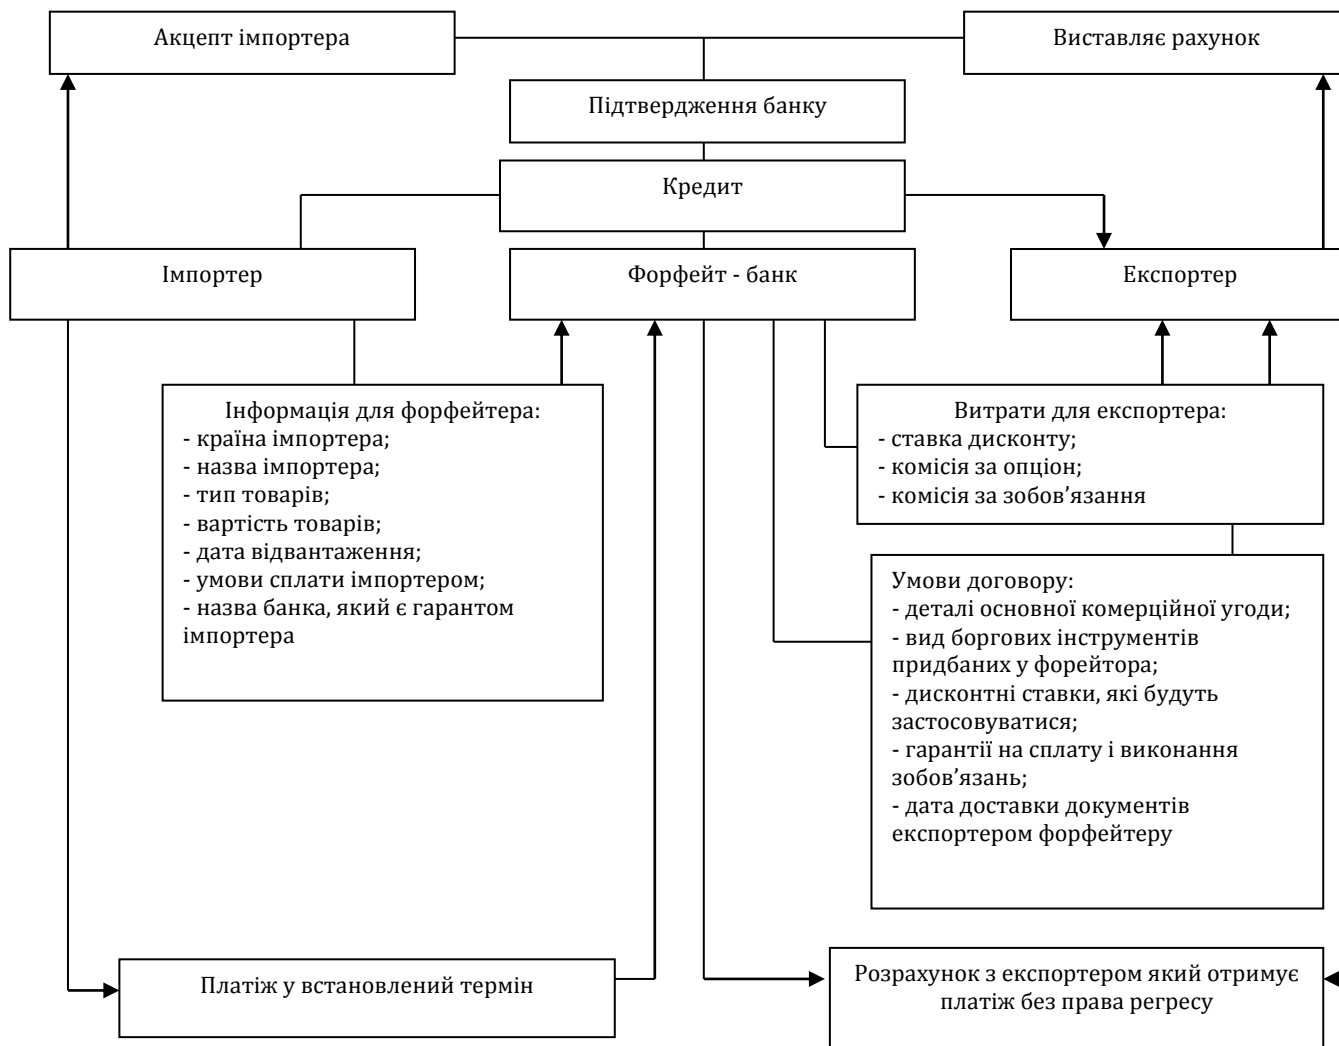 Акцепт імпортера
Виставляє рахунок
Підтвердження банку
Кредит
Імпортер
Форфейт - банк
Експортер
Інформація для форфейтера:
- країна імпортера;
- назва імпортера;
- тип товарів;
- вартість товарів;
- дата відвантаження;
- умови сплати імпортером;
- назва банка, який є гарантом
імпортера
Витрати для експортера:
- ставка дисконту;
- комісія за опціон;
- комісія за зобов’язання
Умови договору:
- деталі основної комерційної угоди;
- вид боргових інструментів
придбаних у форейтора;
- дисконтні ставки, які будуть
застосовуватися;
- гарантії на сплату і виконання
зобов’язань;
- дата доставки документів
експортером форфейтеру
Платіж у встановлений термін
Розрахунок з експортером який отримує
платіж без права регресу